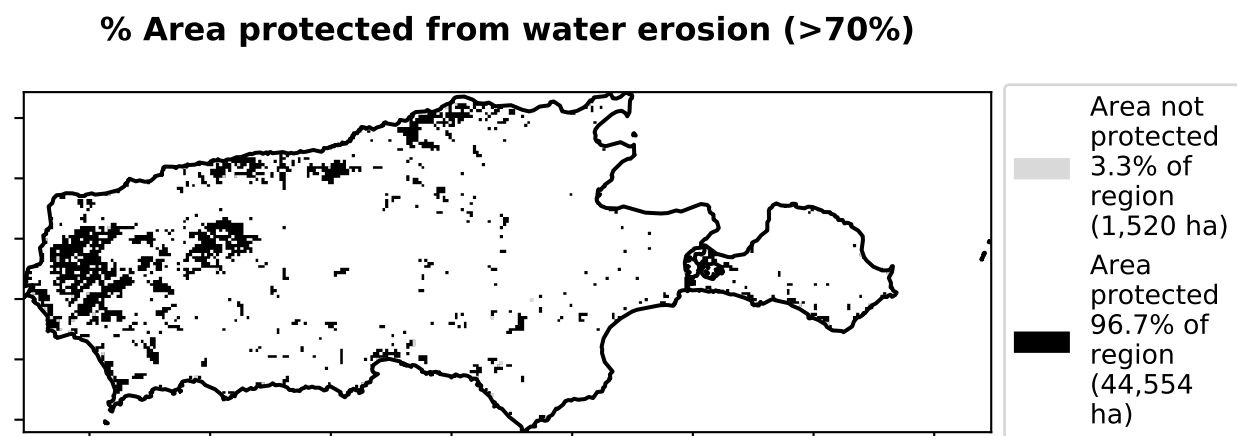 % Area protected from water erosion (>70%)
Area not
protected
3.3% of
region
(1,520 ha)
Area
protected
96.7% of
region
(44,554
ha)